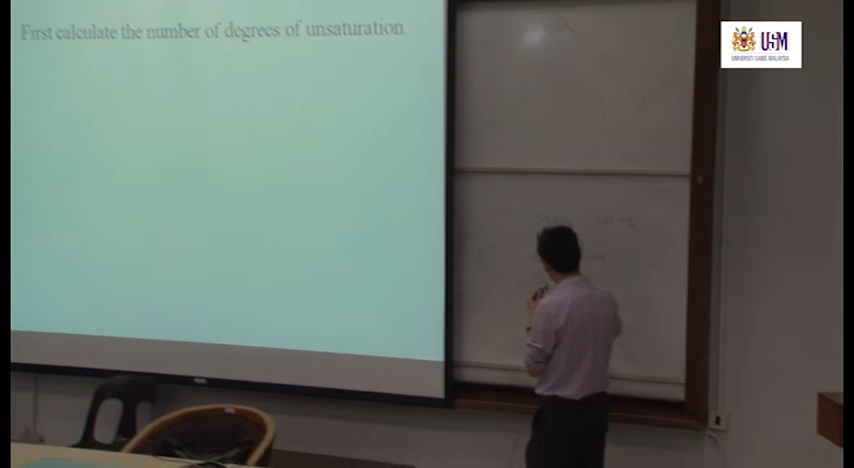 First calculate the number of degrees of unsaturation.
USM
UNIVERSITI SAINS MALAYSIA